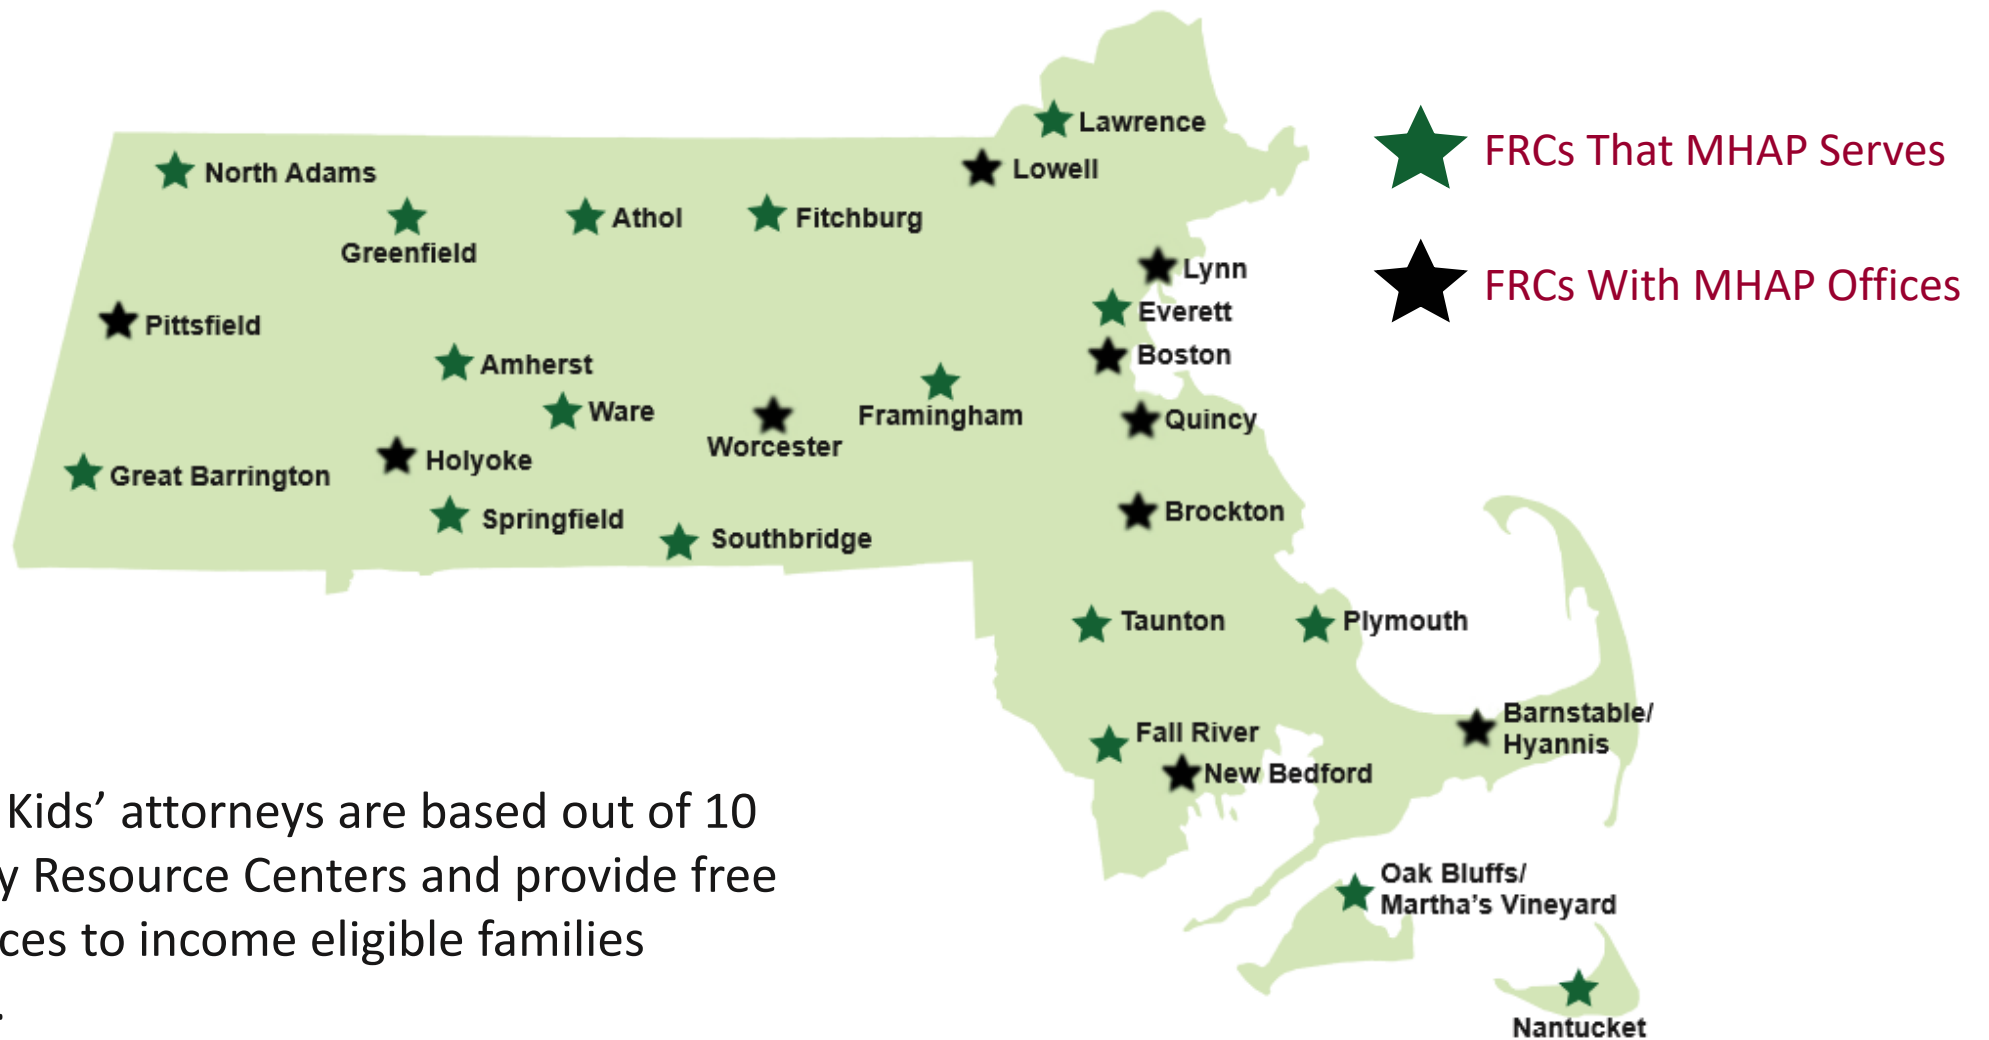 Lawrence
FRCs That MHAP Serves
Lowell
North Adams
Athol
Fitchburg
Greenfield
Lynn
FRCs With MHAP Offices
Everett
Pittsfield
Boston
Amherst
Ware
Framingham
Quincy
Worcester
Holyoke
Great Barrington
Brockton
Springfield
Southbridge
Taunton
Plymouth
Barnstable/
Hyannis
Fall River
New Bedford
Kids’ attorneys are based out of 10
y Resource Centers and provide free
ces to income eligible families
.
Oak Bluffs/
Martha’s Vineyard
Nantucket